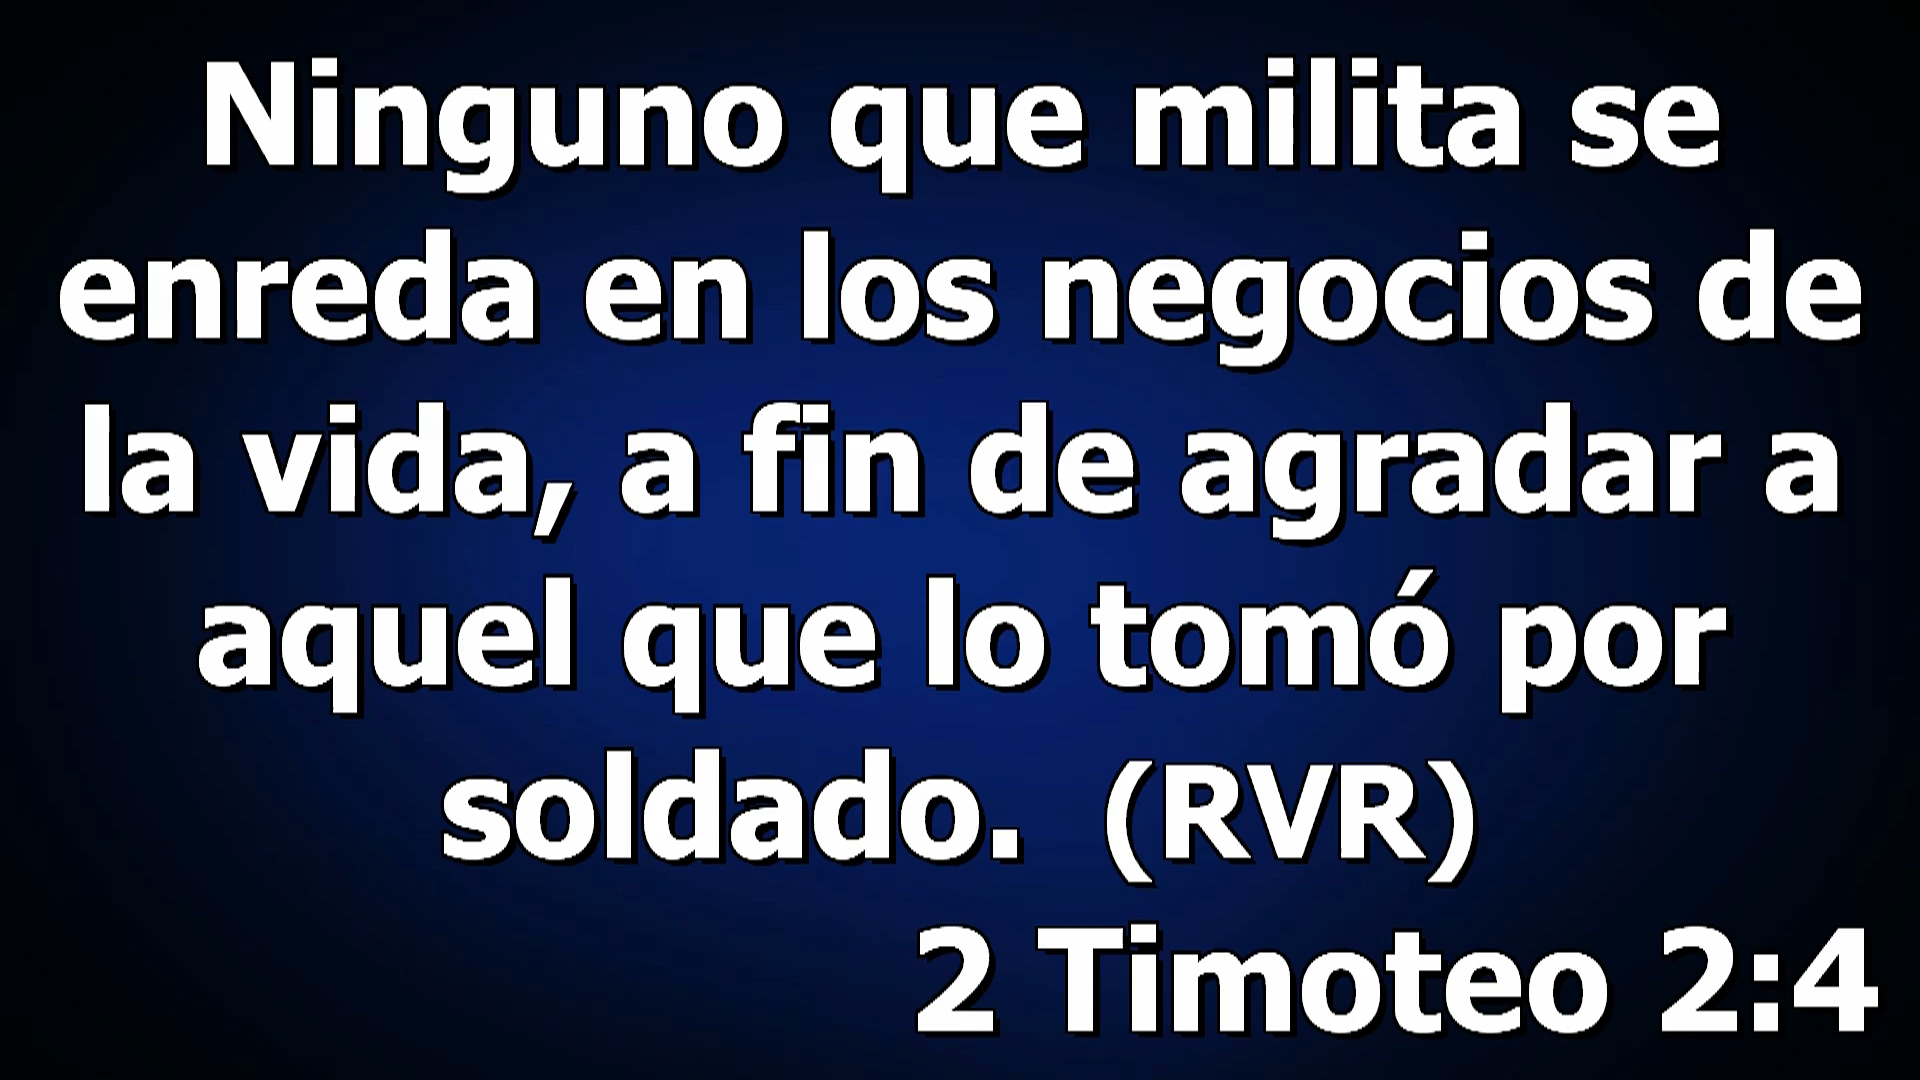 Ninguno que milita se
enreda en los negocios de
la vida, a fin de agradar a
aquel que lo tomó por
soldado.  (RVR)
2 Timoteo 2:4